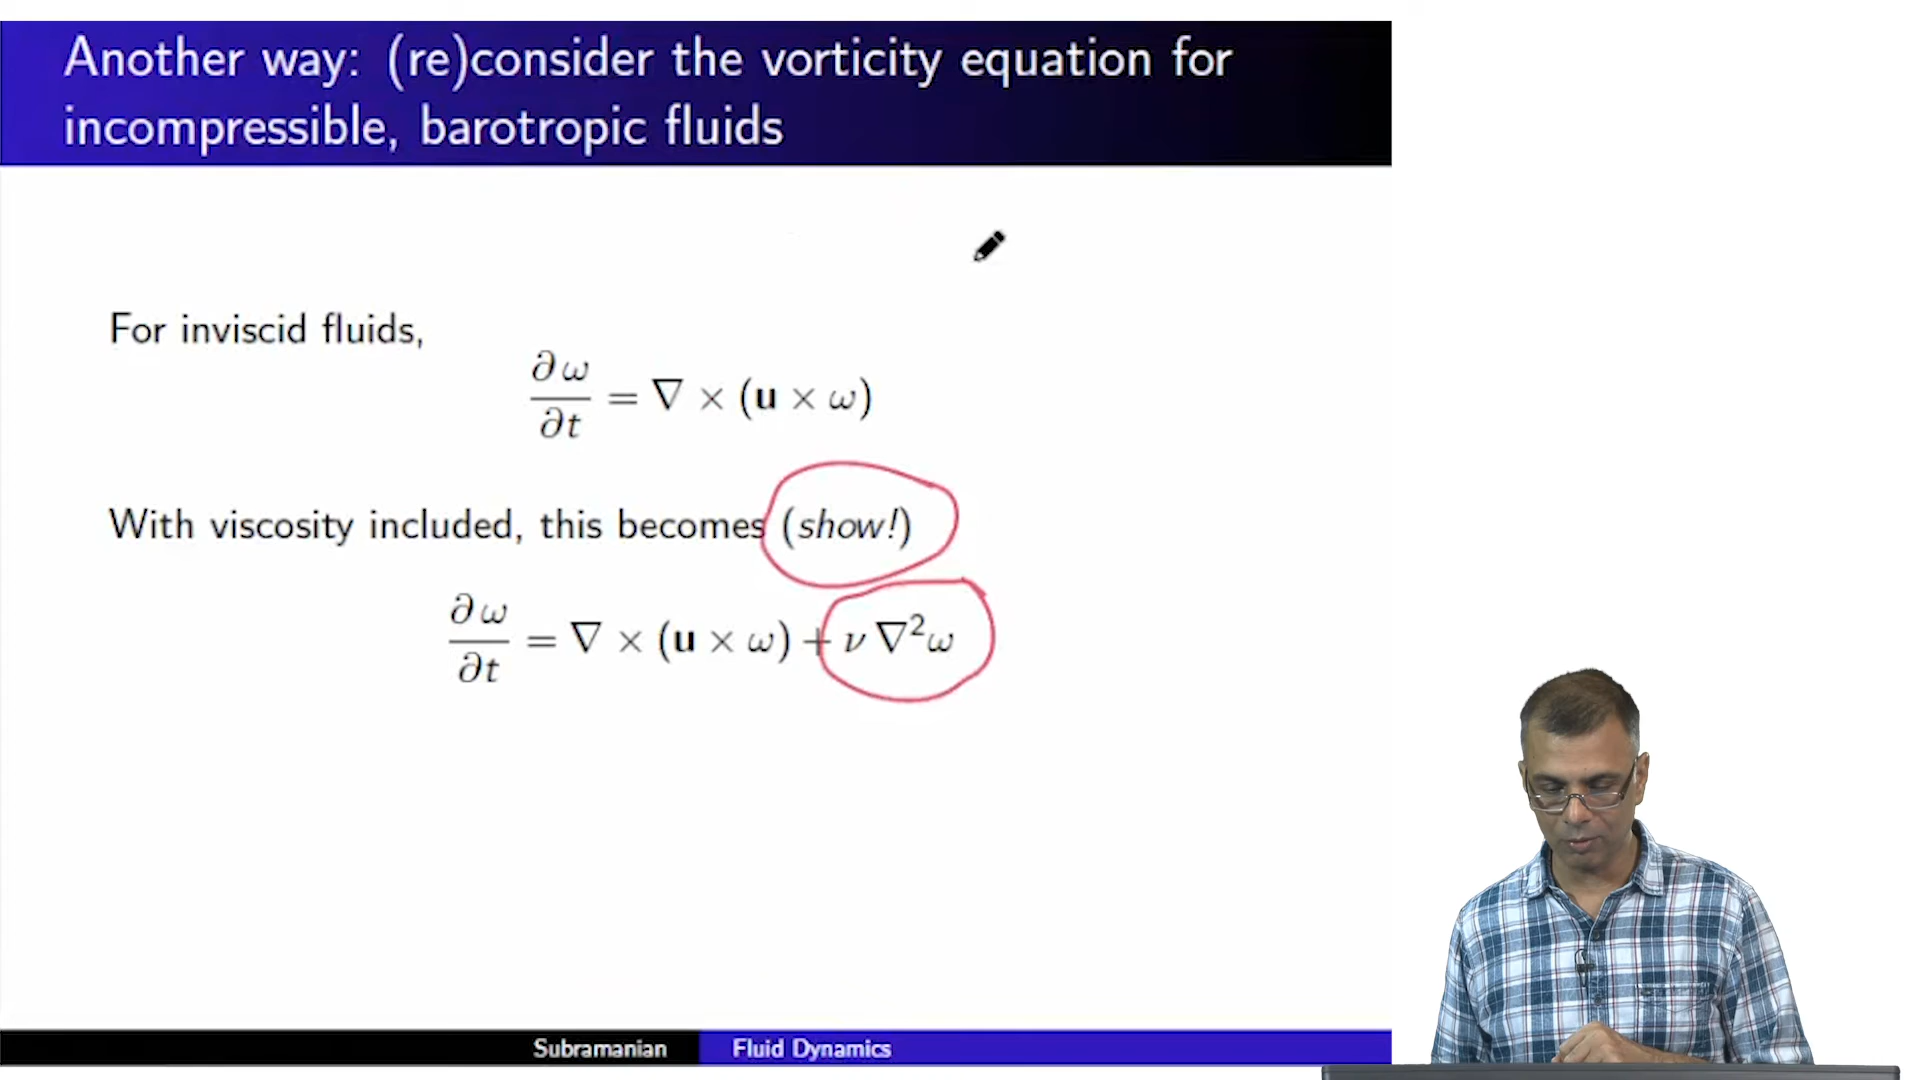 Another way: (re)consider the vorticity equation for
incompressible, barotropic fluids
For inviscid fluids,
∂ω/∂t = ∇ × (u × ω)
With viscosity included, this becomes (show!)
∂ω/∂t = ∇ × (u × ω) + ν ∇²ω
Subramanian Fluid Dynamics